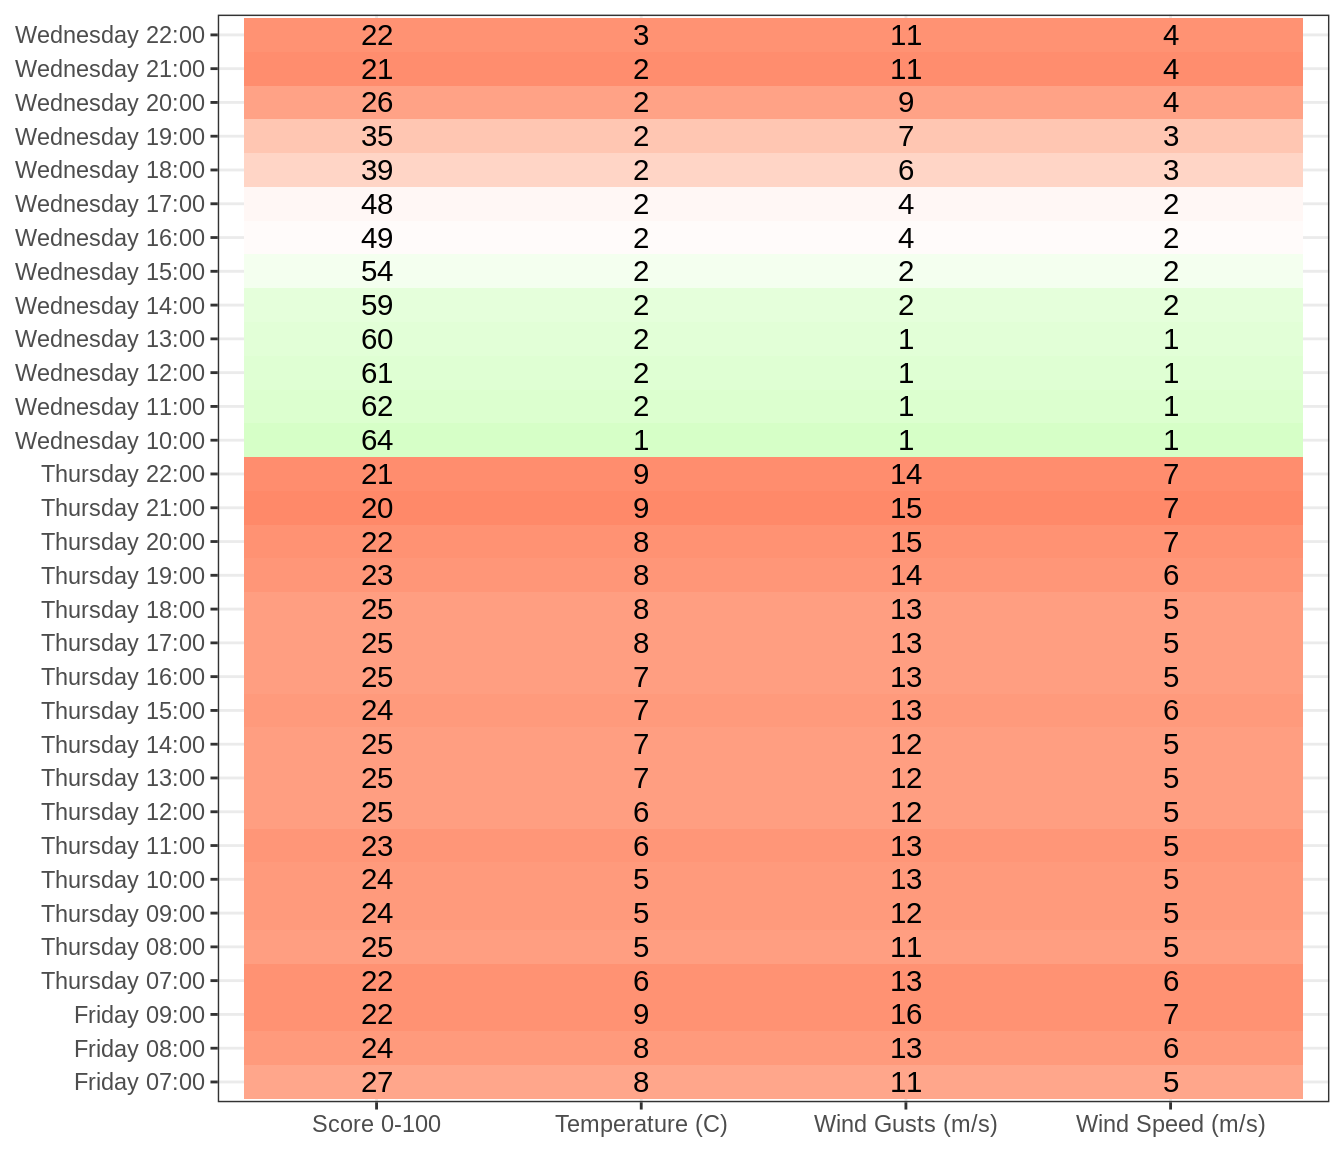 Wednesday 22:00 22 3 11 4
Wednesday 21:00 21 2 11 4
Wednesday 20:00 26 2 9 4
Wednesday 19:00 35 2 7 3
Wednesday 18:00 39 2 6 3
Wednesday 17:00 48 2 4 2
Wednesday 16:00 49 2 4 2
Wednesday 15:00 54 2 2 2
Wednesday 14:00 59 2 2 2
Wednesday 13:00 60 2 1 1
Wednesday 12:00 61 2 1 1
Wednesday 11:00 62 2 1 1
Wednesday 10:00 64 1 1 1
Thursday 22:00 21 9 14 7
Thursday 21:00 20 9 15 7
Thursday 20:00 22 8 15 7
Thursday 19:00 23 8 14 6
Thursday 18:00 25 8 13 5
Thursday 17:00 25 8 13 5
Thursday 16:00 25 7 13 5
Thursday 15:00 24 7 13 6
Thursday 14:00 25 7 12 5
Thursday 13:00 25 7 12 5
Thursday 12:00 25 6 12 5
Thursday 11:00 23 6 13 5
Thursday 10:00 24 5 13 5
Thursday 09:00 24 5 12 5
Thursday 08:00 25 5 11 5
Thursday 07:00 22 6 13 6
Friday 09:00 22 9 16 7
Friday 08:00 24 8 13 6
Friday 07:00 27 8 11 5
Score 0-100 Temperature (C) Wind Gusts (m/s) Wind Speed (m/s)